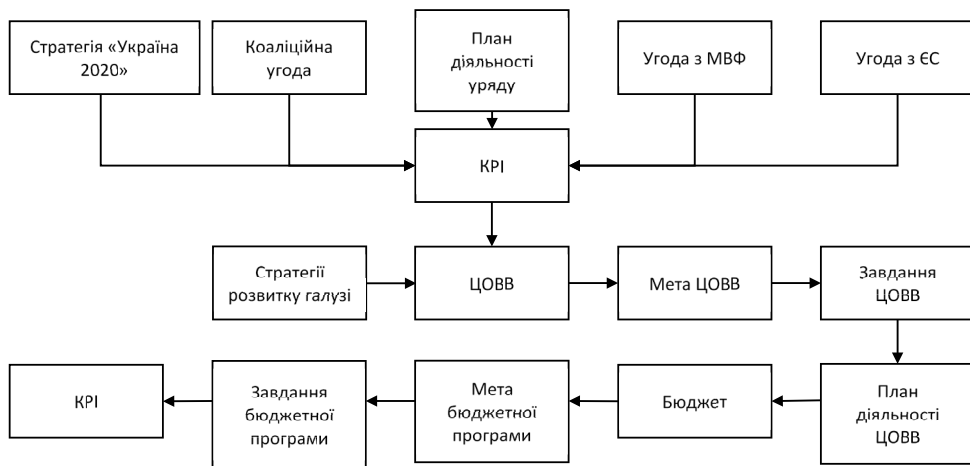 Стратегія «Україна
2020»
Коаліційна
угода
План
діяльності
уряду
Угода з МВФ
Угода з ЄС
КРІ
Стратегії
розвитку галузі
ЦОВВ
Мета ЦОВВ
Завдання
ЦОВВ
КРІ
Завдання
бюджетної
програми
Мета
бюджетної
програми
Бюджет
План
діяльності
ЦОВВ